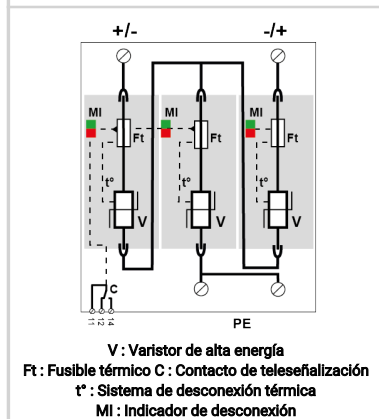 +/- -/+
MI MI MI
Ft Ft Ft
t° t° t°
V V V
C
11 12 14
PE
V : Varistor de alta energía
Ft : Fusible térmico C : Contacto de teleseñalización
t° : Sistema de desconexión térmica
MI : Indicador de desconexión